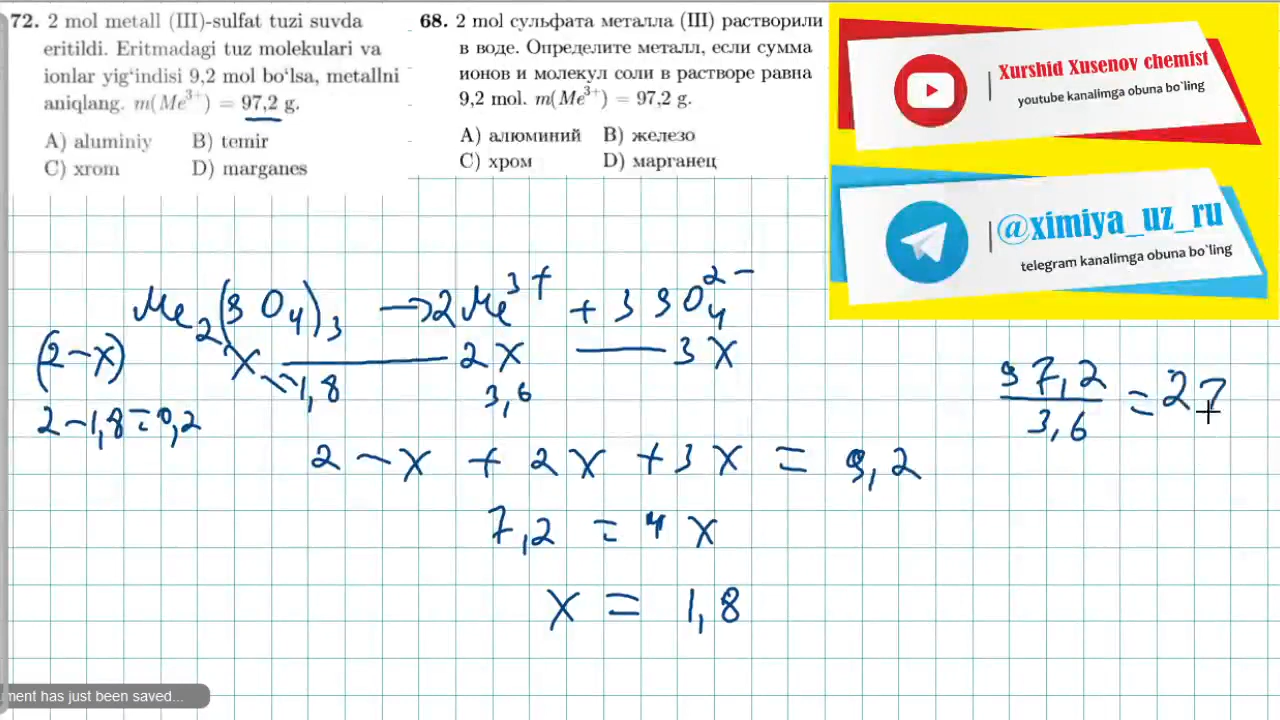 72. 2 mol metall (III)-sulfat tuzi suvda
eritildi. Eritmadagi tuz molekulari va
ionlar yig‘indisi 9,2 mol bo‘lsa, metallni
aniqlang. m(Me³⁺) = 97,2 g.
A) aluminiy B) temir
C) xrom D) marganes
68. 2 mol сульфата металла (III) растворили
в воде. Определите металл, если сумма
ионов и молекул соли в растворе равна
9,2 mol. m(Me³⁺) = 97,2 g.
A) алюминий B) железо
C) хром D) марганец
Xurshid Xusenov chemist
youtube kanalimga obuna bo`ling
@ximiya_uz_ru
telegram kanalimga obuna bo`ling
Me₂(SO₄)₃ → 2Me³⁺ + 3SO₄²⁻
(2-x) x 2x 3x
=1,8 3,6
2-1,8=0,2
2-x + 2x + 3x = 9,2
7,2 = 4x
x = 1,8
97,2
3,6
= 27
ment has just been saved...